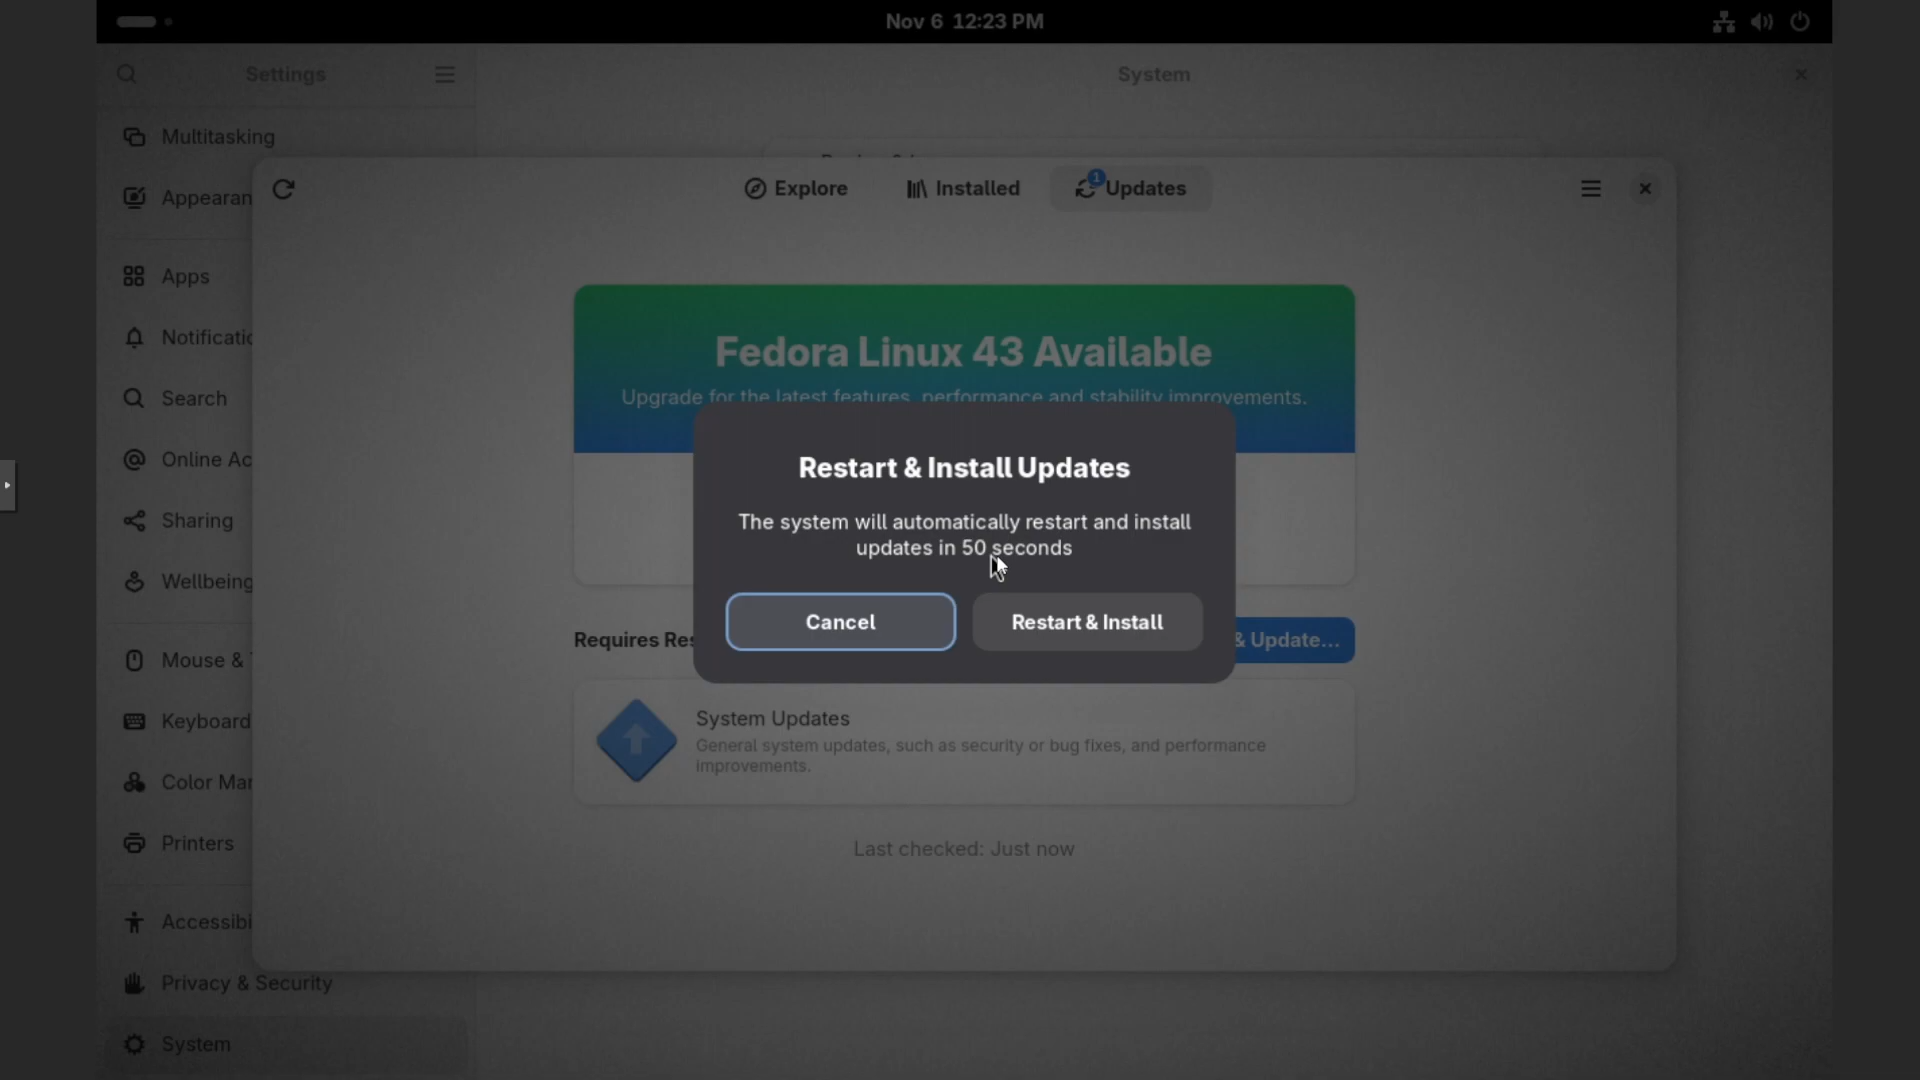 Nov 6 12:23 PM
Settings
System
Multitasking
Appearan
Explore
Installed
1
Updates
Apps
Notificatio
Search
Online Ac
Sharing
Wellbeing
Mouse &
Keyboard
Color Mar
Printers
Accessibi
Privacy & Security
System
Fedora Linux 43 Available
Upgrade for the latest features, performance and stability improvements.
Restart & Install Updates
The system will automatically restart and install
updates in 50 seconds
Cancel
Restart & Install
Requires Res
& Update...
System Updates
General system updates, such as security or bug fixes, and performance
improvements.
Last checked: Just now